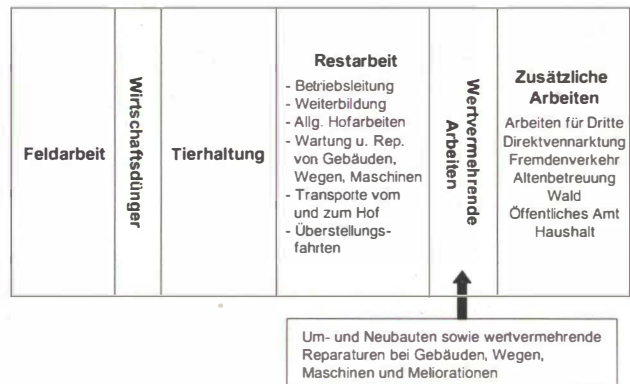 Feldarbeit
Wirtschaftsdünger
Tierhaltung
Restarbeit
- Betriebsleitung
- Weiterbildung
- Allg. Hofarbeiten
- Wartung u. Rep.
von Gebäuden,
Wegen, Maschinen
- Transporte vom
und zum Hof
- Überstellungs-
fahrten
Wertvermehrende
Arbeiten
Zusätzliche
Arbeiten
Arbeiten für Dritte
Direktvennarktung
Fremdenverkehr
Altenbetreuung
Wald
Öffentliches Amt
Haushalt
Um- und Neubauten sowie wertvermehrende
Reparaturen bei Gebäuden, Wegen,
Maschinen und Meliorationen